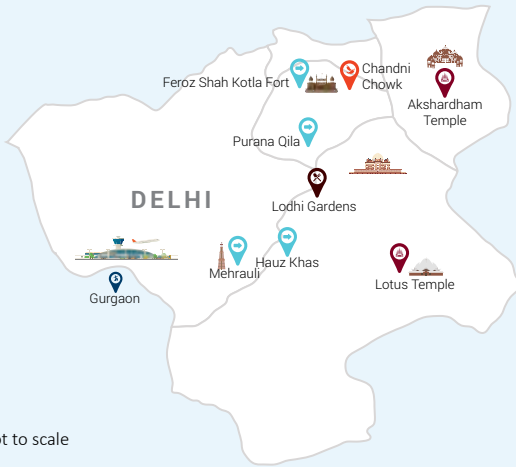 Feroz Shah Kotla Fort
Chandni
Chowk
Akshardham
Temple
Purana Qila
DELHI
Lodhi Gardens
Hauz Khas
Mehrauli
Lotus Temple
Gurgaon
to scale